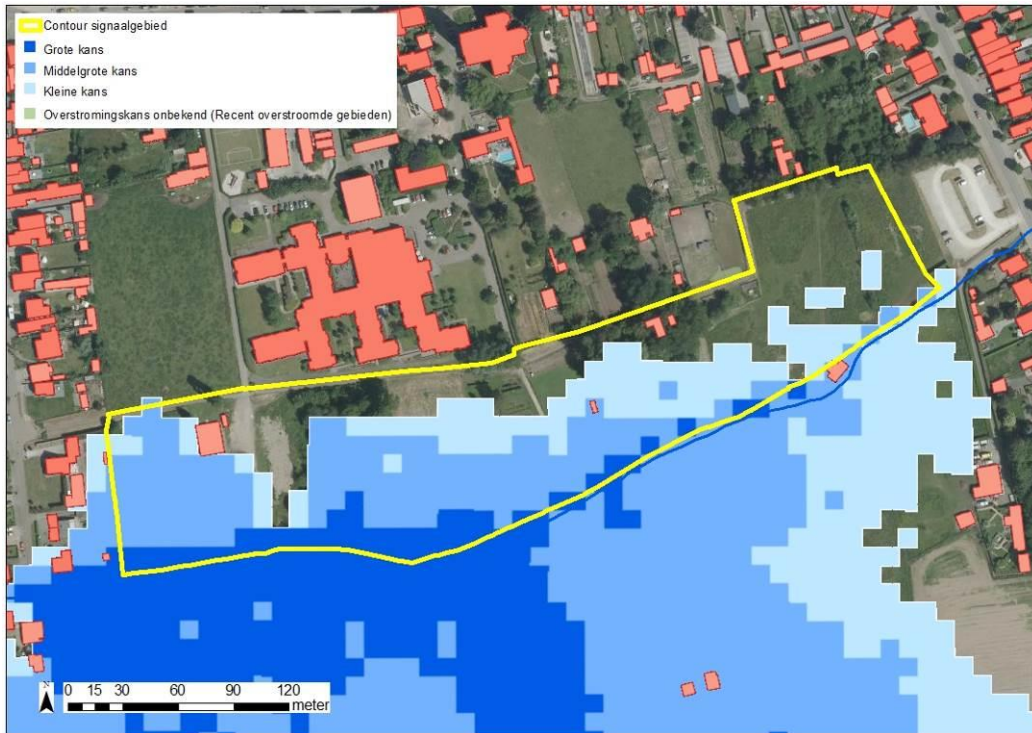 Contour signaalgebied
Grote kans
Middelgrote kans
Kleine kans
Overstromingskans onbekend (Recent overstroomde gebieden)
N
0 15 30 60 90 120
meter